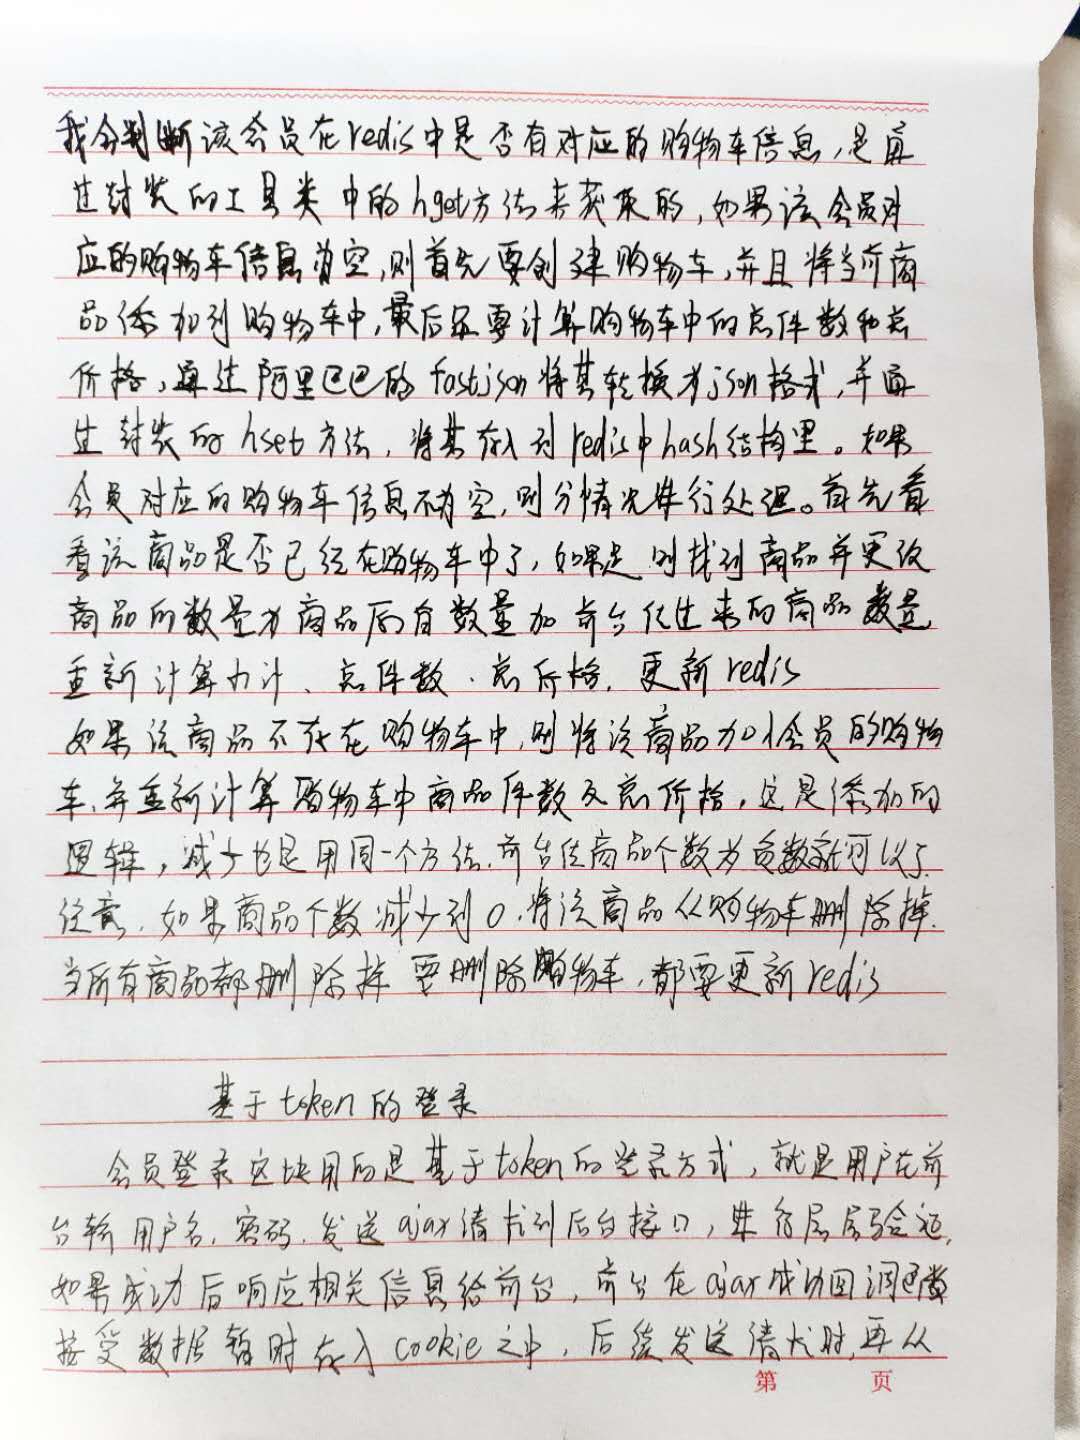 我会判断该会员在redis中是否有对应的购物车信息,是通
过封装的工具类中的hget方法来获取的,如果该会员对
应的购物车信息为空,则首先要创建购物车,并且将当前商
品添加到购物车中,最后还要计算购物车中的总件数和总
价格,通过阿里巴巴的fastjson将其转换为json格式,并通
过封装的hset方法,将其存入到redis中hash结构里。如果
会员对应的购物车信息不为空,则分情况进行处理。首先看
看该商品是否已经在购物车中了,如果是,则找到商品并更改
商品的数量为商品原有数量加前台传过来的商品数量
重新计算小计、总件数、总价格,更新redis
如果该商品不存在购物车中,则将该商品加到会员的购物
车,并重新计算购物车中商品件数及总价格,这是添加的
逻辑,减少也是用同一个方法,前台传商品个数为负数就可以了
注意,如果商品个数减少到0,将该商品从购物车删除掉.
当所有商品都删除掉 要删除购物车,都要更新redis
基于token的登录
会员登录这块用的是基于token的登录方式,就是用户在前
台输用户名,密码,发送ajax请求到后台接口,进行层层验证,
如果成功后响应相关信息给前台,前台在ajax成功回调函数
接受数据暂时存入cookie之中,后续发送请求时,再从
第 页